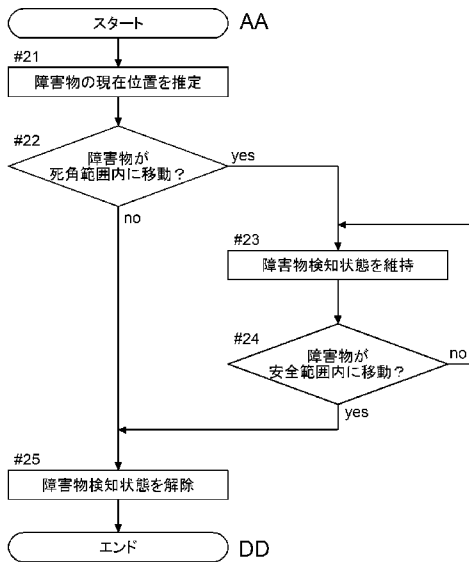 スタート
AA
#21
障害物の現在位置を推定
#22
障害物が
死角範囲内に移動？
yes
no
#23
障害物検知状態を維持
#24
障害物が
安全範囲内に移動？
no
yes
#25
障害物検知状態を解除
エンド
DD